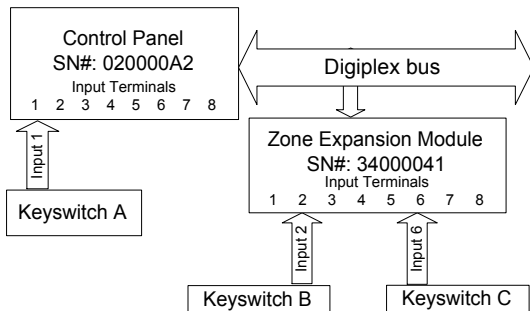 Control Panel
SN#: 020000A2
Input Terminals
1 2 3 4 5 6 7 8
Digiplex bus
Input 1
Keyswitch A
Zone Expansion Module
SN#: 34000041
Input Terminals
1 2 3 4 5 6 7 8
Input 2
Input 6
Keyswitch B
Keyswitch C